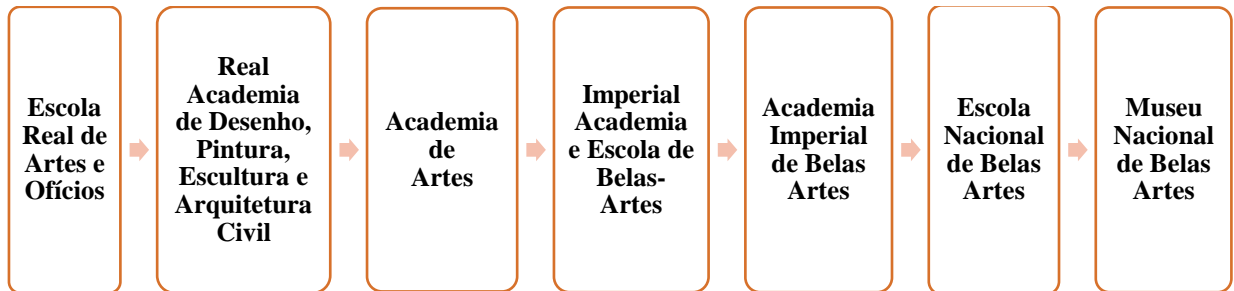 Escola
Real de
Artes e
Ofícios
Real
Academia
de Desenho,
Pintura,
Escultura e
Arquitetura
Civil
Academia
de
Artes
Imperial
Academia
e Escola de
Belas-
Artes
Academia
Imperial
de Belas
Artes
Escola
Nacional
de Belas
Artes
Museu
Nacional
de Belas
Artes